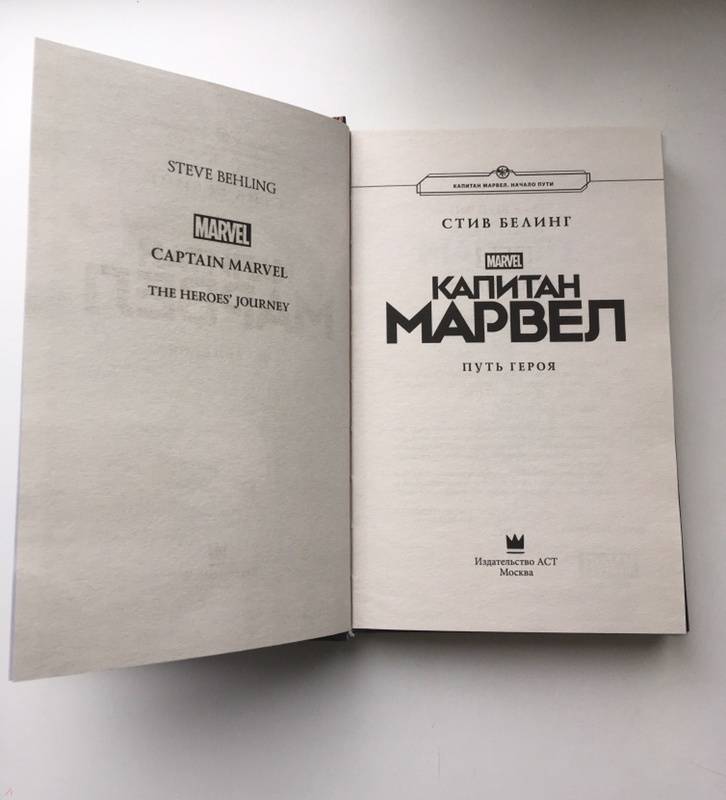 STEVE BEHLING
MARVEL
CAPTAIN MARVEL
THE HEROES' JOURNEY
КАПИТАН МАРВЕЛ. НАЧАЛО ПУТИ
СТИВ БЕЛИНГ
MARVEL
КАПИТАН
МАРВЕЛ
ПУТЬ ГЕРОЯ
Издательство АСТ
Москва